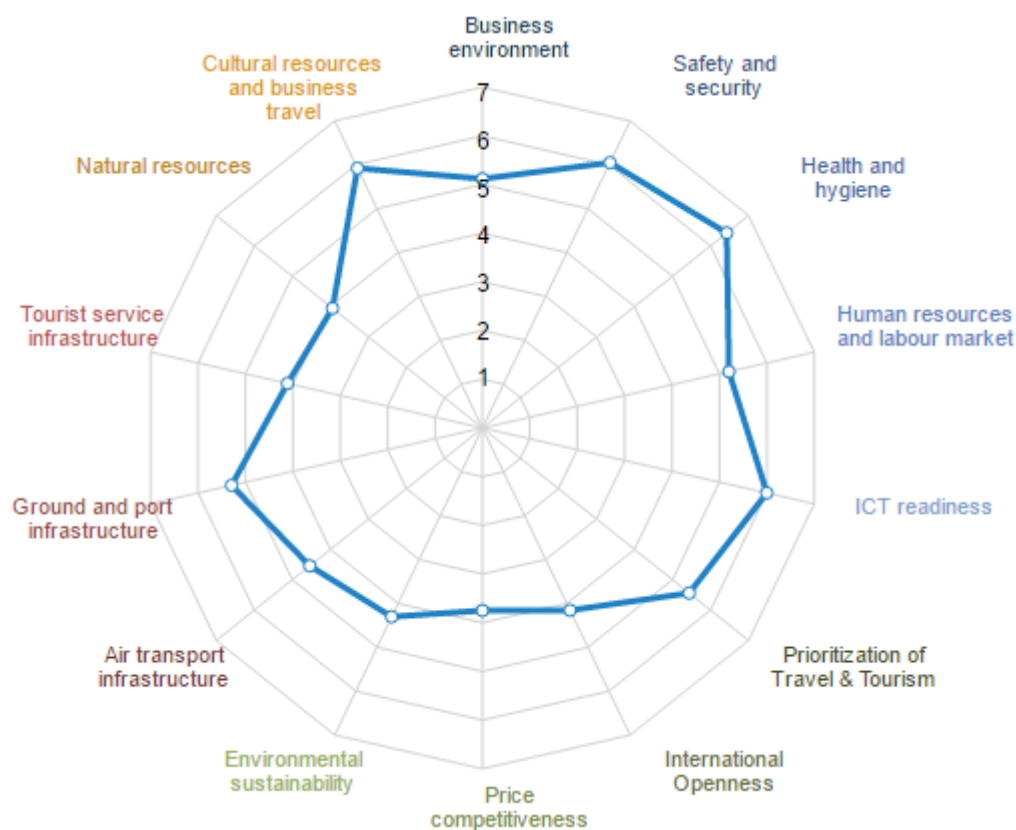 Business
environment
Safety and
security
Health and
hygiene
Human resources
and labour market
ICT readiness
Prioritization of
Travel & Tourism
International
Openness
Price
competitiveness
Environmental
sustainability
Air transport
infrastructure
Ground and port
infrastructure
Tourist service
infrastructure
Natural resources
Cultural resources
and business
travel
7
6
5
4
3
2
1